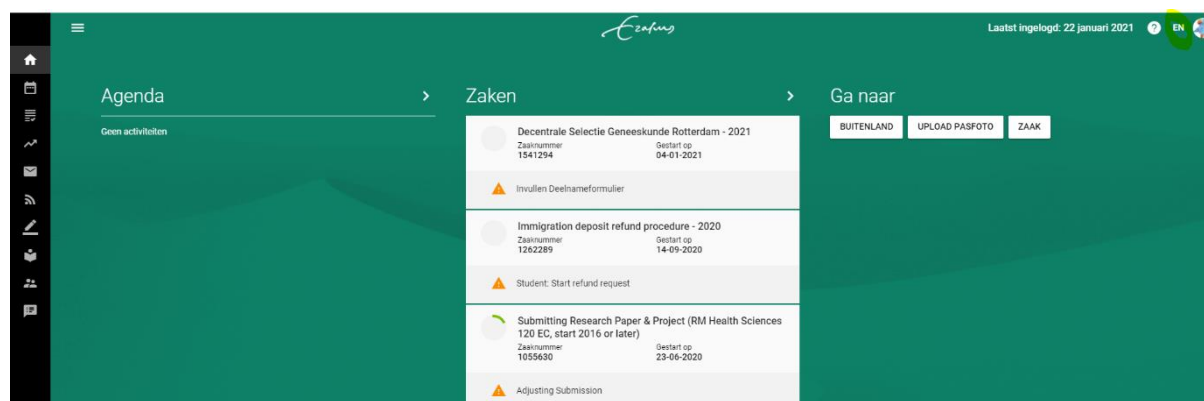 Erasmus
Laatst ingelogd: 22 januari 2021
?
EN
Agenda
Geen activiteiten
Zaken
Decentrale Selectie Geneeskunde Rotterdam - 2021
Zaaknummer Gestart op
1541294 04-01-2021
Invullen Deelnameformulier
Immigration deposit refund procedure - 2020
Zaaknummer Gestart op
1262289 14-09-2020
Student: Start refund request
Submitting Research Paper & Project (RM Health Sciences
120 EC, start 2016 or later)
Zaaknummer Gestart op
1055630 23-06-2020
Adjusting Submission
Ga naar
BUITENLAND UPLOAD PASFOTO ZAAK